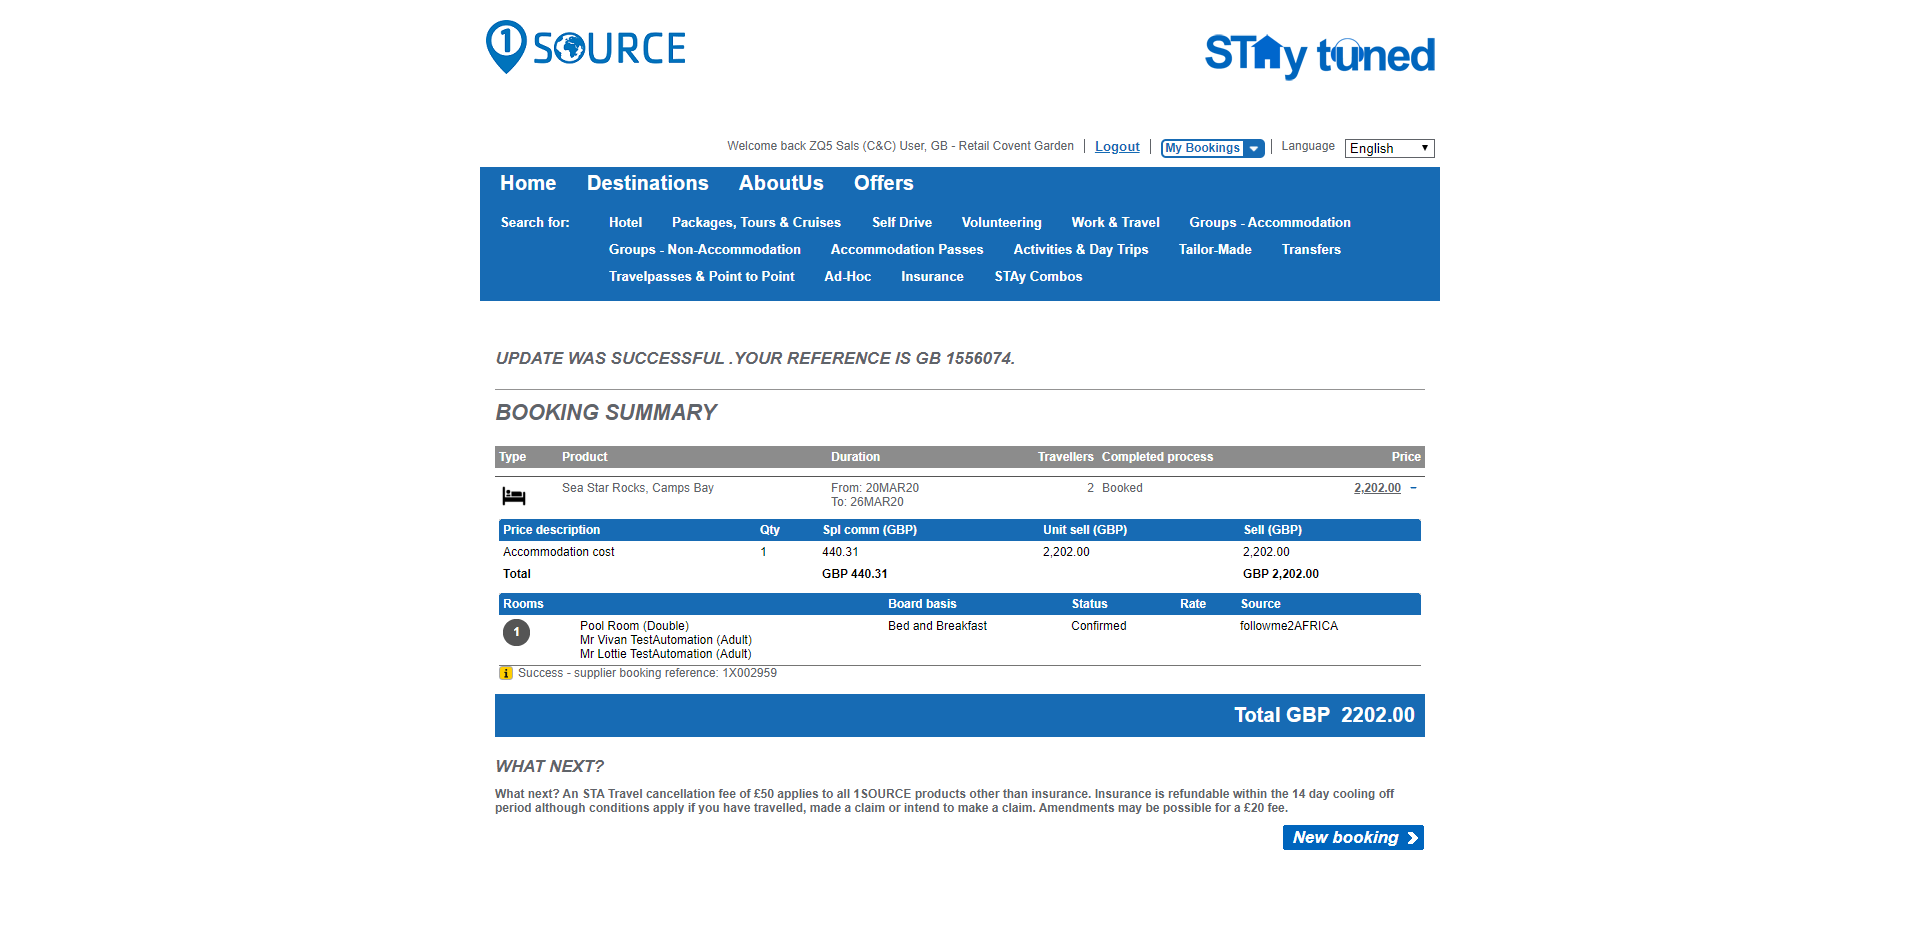 1 SOURCE
STAy tuned
Welcome back ZQ5 Sals (C&C) User, GB - Retail Covent Garden Logout My Bookings Language English
Home Destinations AboutUs Offers
Search for: Hotel Packages, Tours & Cruises Self Drive Volunteering Work & Travel Groups - Accommodation
Groups - Non-Accommodation Accommodation Passes Activities & Day Trips Tailor-Made Transfers
Travelpasses & Point to Point Ad-Hoc Insurance STAy Combos
UPDATE WAS SUCCESSFUL .YOUR REFERENCE IS GB 1556074.
BOOKING SUMMARY
Type Product Duration Travellers Completed process Price
Sea Star Rocks, Camps Bay From: 20MAR20 2 Booked 2,202.00 −
To: 26MAR20
Price description Qty Spl comm (GBP) Unit sell (GBP) Sell (GBP)
Accommodation cost 1 440.31 2,202.00 2,202.00
Total GBP 440.31 GBP 2,202.00
Rooms Board basis Status Rate Source
1 Pool Room (Double) Bed and Breakfast Confirmed followme2AFRICA
Mr Vivan TestAutomation (Adult)
Mr Lottie TestAutomation (Adult)
i Success - supplier booking reference: 1X002959
Total GBP 2202.00
WHAT NEXT?
What next? An STA Travel cancellation fee of £50 applies to all 1SOURCE products other than insurance. Insurance is refundable within the 14 day cooling off
period although conditions apply if you have travelled, made a claim or intend to make a claim. Amendments may be possible for a £20 fee.
New booking